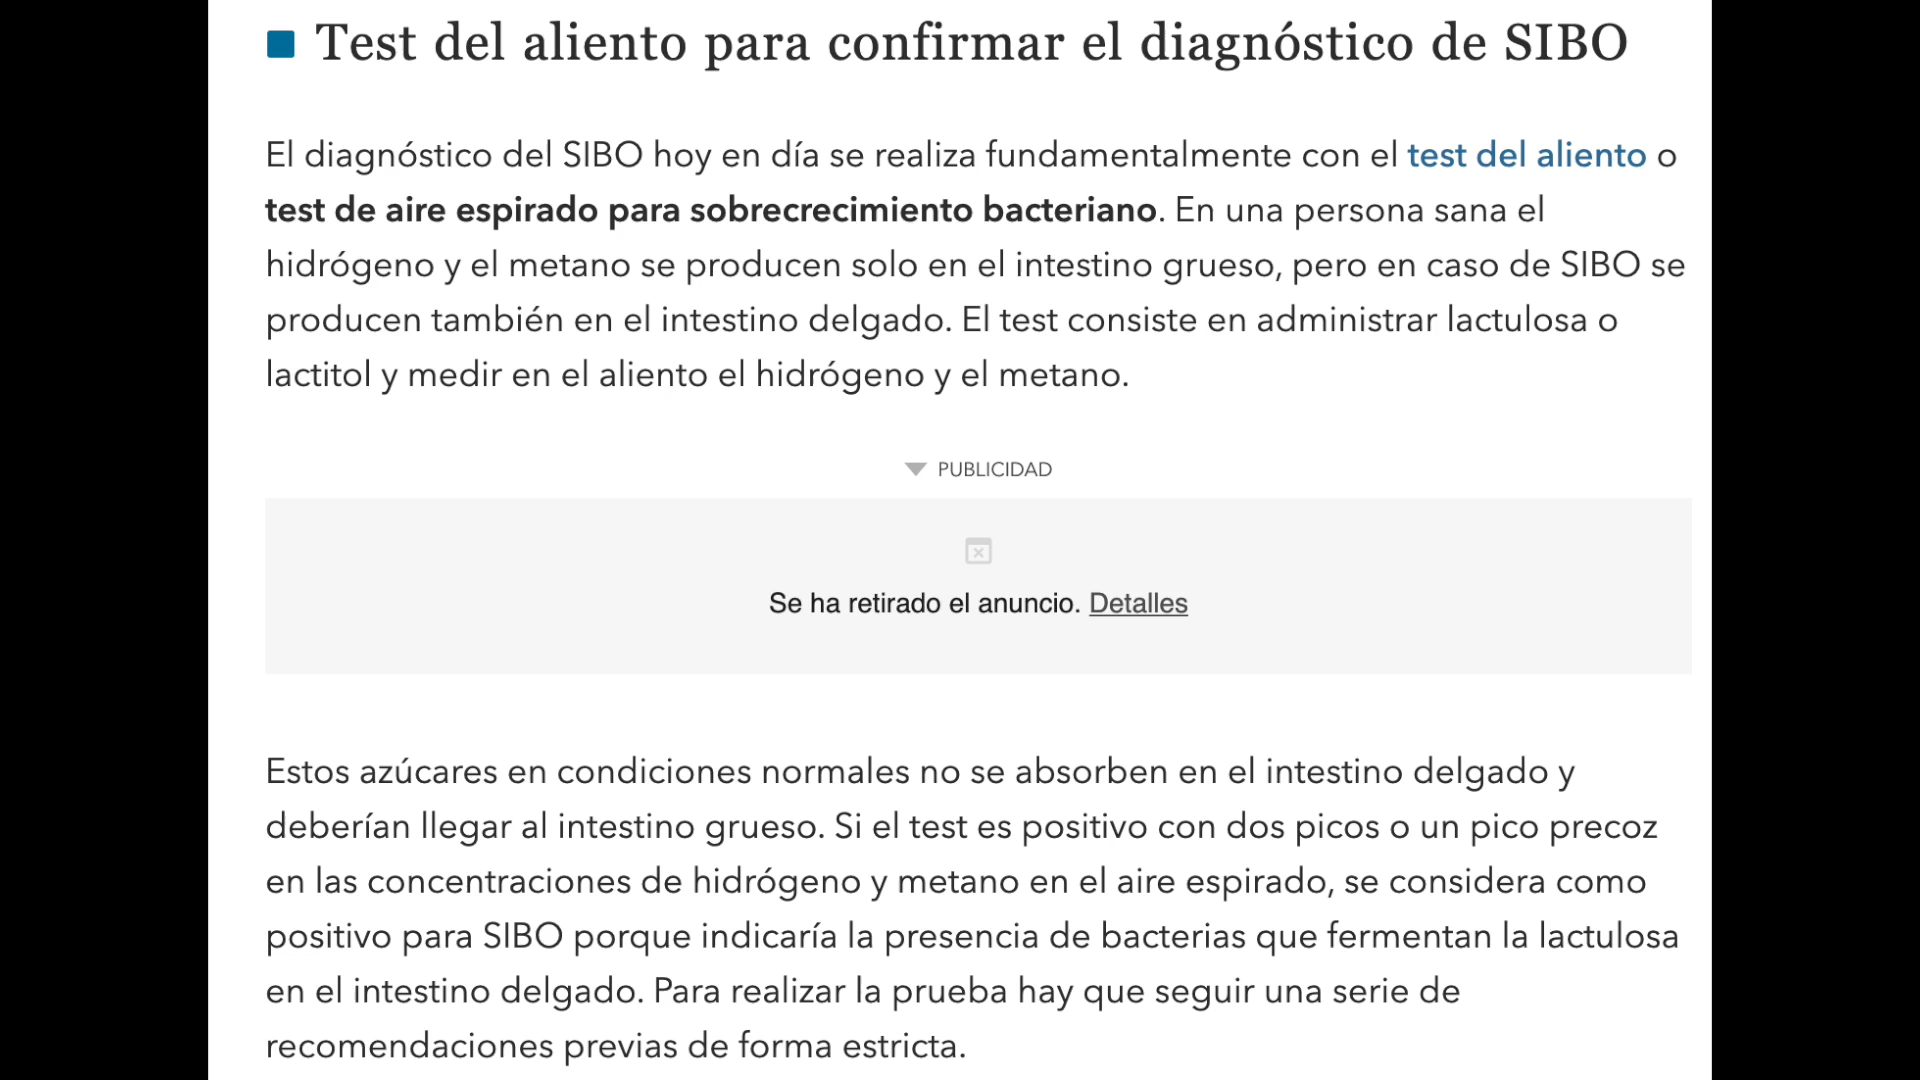 Test del aliento para confirmar el diagnóstico de SIBO
El diagnóstico del SIBO hoy en día se realiza fundamentalmente con el test del aliento o
test de aire espirado para sobrecrecimiento bacteriano. En una persona sana el
hidrógeno y el metano se producen solo en el intestino grueso, pero en caso de SIBO se
producen también en el intestino delgado. El test consiste en administrar lactulosa o
lactitol y medir en el aliento el hidrógeno y el metano.
PUBLICIDAD
Se ha retirado el anuncio. Detalles
Estos azúcares en condiciones normales no se absorben en el intestino delgado y
deberían llegar al intestino grueso. Si el test es positivo con dos picos o un pico precoz
en las concentraciones de hidrógeno y metano en el aire espirado, se considera como
positivo para SIBO porque indicaría la presencia de bacterias que fermentan la lactulosa
en el intestino delgado. Para realizar la prueba hay que seguir una serie de
recomendaciones previas de forma estricta.